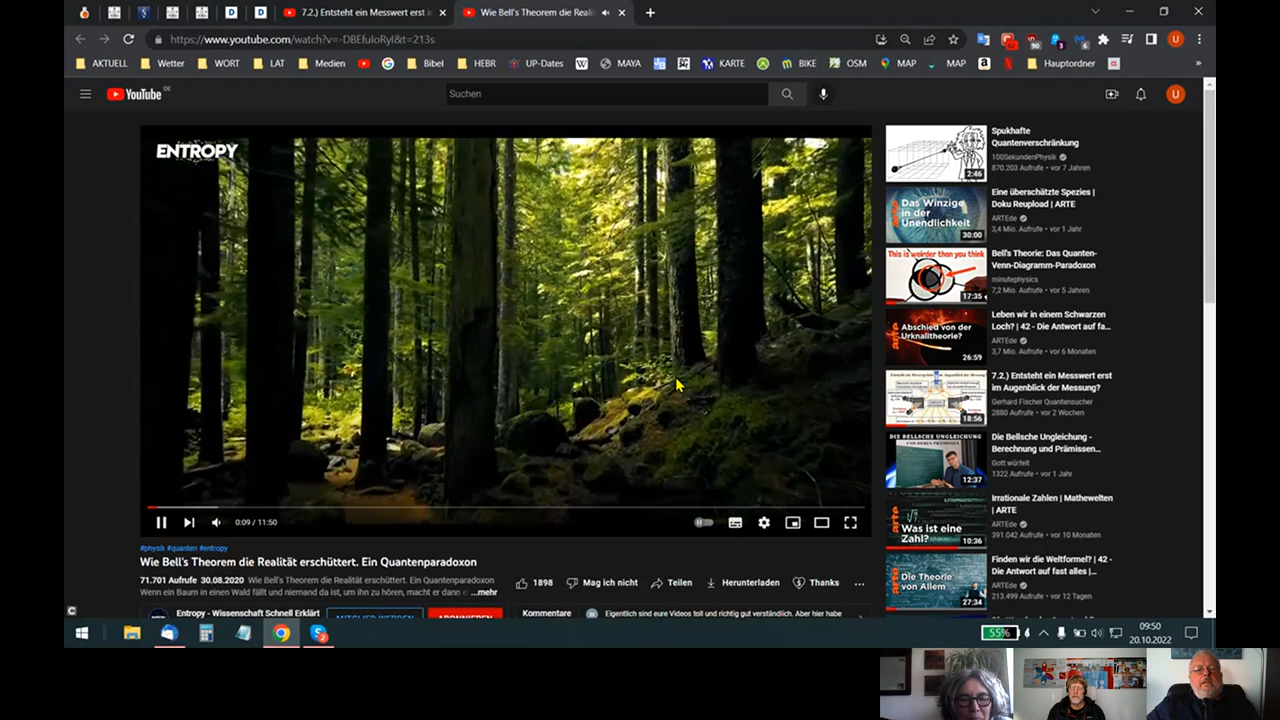 7.2.) Entsteht ein Messwert erst i
Wie Bell's Theorem die Reali
https://www.youtube.com/watch?v=-DBEfuloRyI&t=213s
AKTUELL
Wetter
WORT
LAT
Medien
Bibel
HEBR
UP-Dates
MAYA
KARTE
BIKE
OSM
MAP
MAP
Hauptordner
YouTube DE
Suchen
ENTROPY
0:09 / 11:50
#physik #quanten #entropy
Wie Bell's Theorem die Realität erschüttert. Ein Quantenparadoxon
71.701 Aufrufe 30.08.2020 Wie Bell's Theorem die Realität erschüttert. Ein Quantenparadoxon
Wenn ein Baum in einen Wald fällt und niemand da ist, um ihn zu hören, macht er dann e ...mehr
1898
Mag ich nicht
Teilen
Herunterladen
Thanks
Entropy - Wissenschaft Schnell Erklärt
MITGLIED WERDEN
ABONNIEREN
Kommentare
Eigentlich sind eure Videos toll und richtig gut verständlich. Aber hier habe
2:46
Spukhafte
Quantenverschränkung
100SekundenPhysik
870.203 Aufrufe • vor 7 Jahren
Das Winzige
in der
Unendlichkeit
30:00
Eine überschätzte Spezies |
Doku Reupload | ARTE
ARTEde
3,4 Mio. Aufrufe • vor 1 Jahr
This is weirder than you think
17:35
Bell's Theorie: Das Quanten-
Venn-Diagramm-Paradoxon
minutephysics
7,2 Mio. Aufrufe • vor 5 Jahren
arte
Abschied von der
Urknalltheorie?
26:59
Leben wir in einem Schwarzen
Loch? | 42 - Die Antwort auf fa...
ARTEde
3,7 Mio. Aufrufe • vor 6 Monaten
18:56
7.2.) Entsteht ein Messwert erst
im Augenblick der Messung?
Gerhard Fischer Quantensucher
2880 Aufrufe • vor 2 Wochen
DIE BELLSCHE UNGLEICHUNG
UND DEREN PRÄMISSEN
12:37
Die Bellsche Ungleichung -
Berechnung und Prämissen...
Gott würfelt
1322 Aufrufe • vor 1 Jahr
arte
Was ist eine
Zahl?
10:36
Irrationale Zahlen | Mathewelten
| ARTE
ARTEde
391.042 Aufrufe • vor 10 Monaten
arte
Die Theorie
von Allem
27:34
Finden wir die Weltformel? | 42 -
Die Antwort auf fast alles |...
ARTEde
213.499 Aufrufe • vor 12 Tagen
55%
09:50
20.10.2022